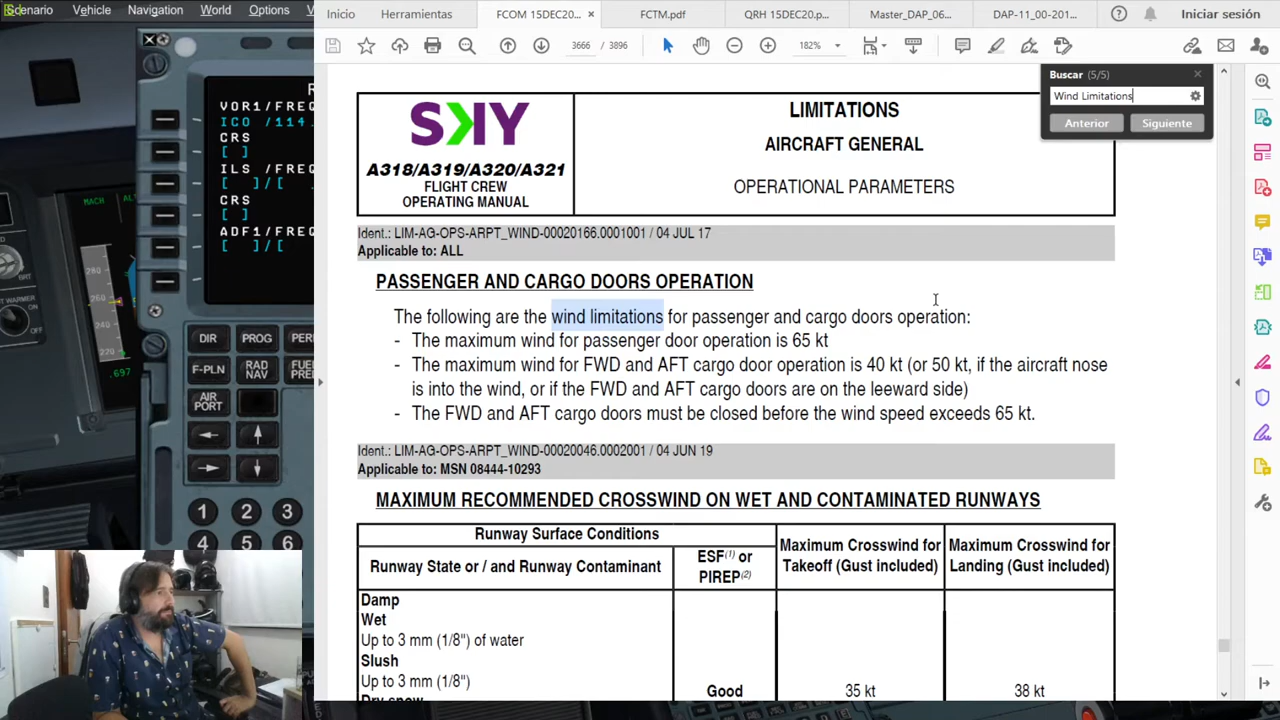 Scenario Vehicle Navigation World Options
Inicio Herramientas FCOM 15DEC20... × FCTM.pdf QRH 15DEC20.p... Master_DAP_06... DAP-11_00-201... Iniciar sesión
3666 / 3896 182%
Buscar (5/5)
Wind Limitations
Anterior Siguiente
VOR1/FREQ
ICO /114.
CRS
[ ]
ILS /FREQ
[ ]/[
CRS
[ ]
ADF1/FREQ
[ ]/[
MACH
280
260
240
.697
DIR PROG
F-PLN RAD NAV
AIR PORT
1 2 3
4 5 6
SKY
A318/A319/A320/A321
FLIGHT CREW
OPERATING MANUAL
LIMITATIONS
AIRCRAFT GENERAL
OPERATIONAL PARAMETERS
Ident.: LIM-AG-OPS-ARPT_WIND-00020166.0001001 / 04 JUL 17
Applicable to: ALL
PASSENGER AND CARGO DOORS OPERATION
The following are the wind limitations for passenger and cargo doors operation:
- The maximum wind for passenger door operation is 65 kt
- The maximum wind for FWD and AFT cargo door operation is 40 kt (or 50 kt, if the aircraft nose
is into the wind, or if the FWD and AFT cargo doors are on the leeward side)
- The FWD and AFT cargo doors must be closed before the wind speed exceeds 65 kt.
Ident.: LIM-AG-OPS-ARPT_WIND-00020046.0002001 / 04 JUN 19
Applicable to: MSN 08444-10293
MAXIMUM RECOMMENDED CROSSWIND ON WET AND CONTAMINATED RUNWAYS
Runway Surface Conditions
Runway State or / and Runway Contaminant
ESF(1) or
PIREP(2)
Maximum Crosswind for
Takeoff (Gust included)
Maximum Crosswind for
Landing (Gust included)
Damp
Wet
Up to 3 mm (1/8") of water
Slush
Up to 3 mm (1/8")
Dry snow
Good 35 kt 38 kt